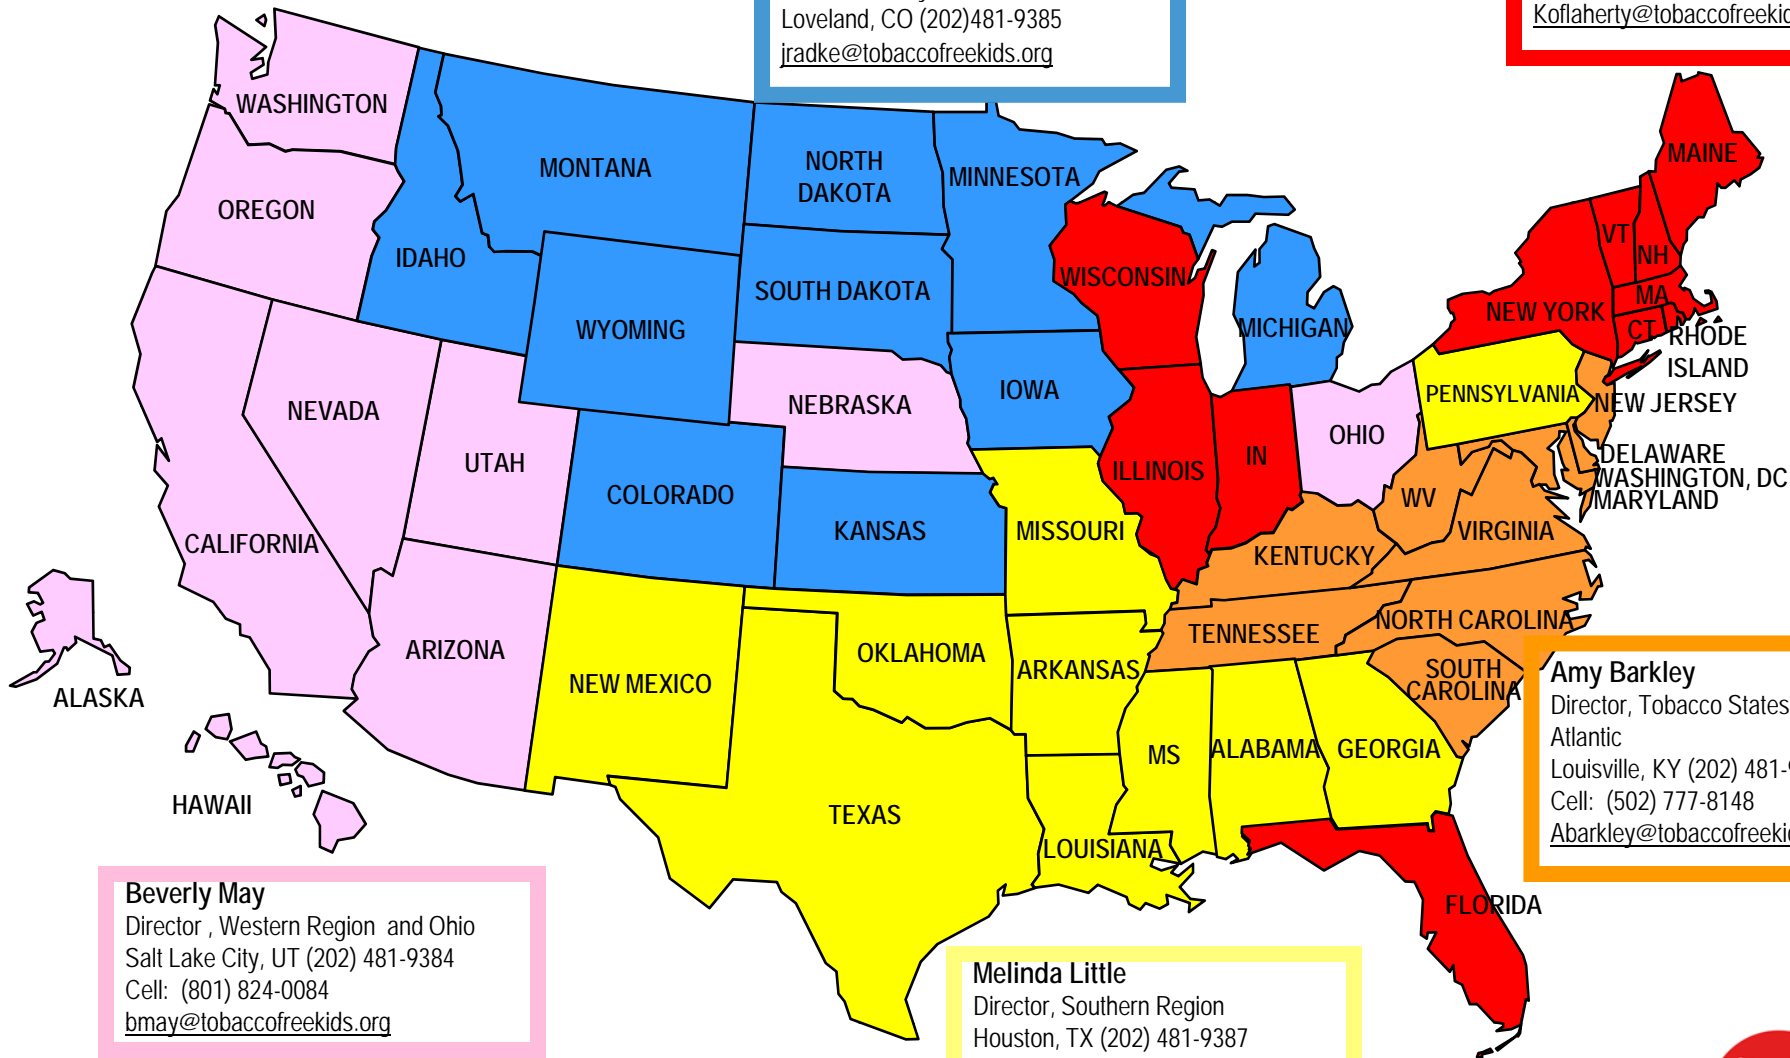 Loveland, CO (202)481-9385
jradke@tobaccofreekids.org
Koflaherty@tobaccofreekid
WASHINGTON
OREGON
IDAHO
MONTANA
NORTH
DAKOTA
MINNESOTA
SOUTH DAKOTA
WYOMING
WISCONSIN
MICHIGAN
MAINE
VT
NH
MA
NEW YORK
CT
RHODE
ISLAND
NEVADA
UTAH
NEBRASKA
IOWA
OHIO
PENNSYLVANIA
NEW JERSEY
DELAWARE
WASHINGTON, DC
MARYLAND
COLORADO
KANSAS
ILLINOIS
IN
WV
VIRGINIA
MISSOURI
KENTUCKY
CALIFORNIA
ARIZONA
NEW MEXICO
OKLAHOMA
ARKANSAS
TENNESSEE
NORTH CAROLINA
SOUTH
CAROLINA
ALASKA
HAWAII
TEXAS
LOUISIANA
MS
ALABAMA
GEORGIA
FLORIDA
Amy Barkley
Director, Tobacco States
Atlantic
Louisville, KY (202) 481-9
Cell: (502) 777-8148
Abarkley@tobaccofreekid
Beverly May
Director , Western Region and Ohio
Salt Lake City, UT (202) 481-9384
Cell: (801) 824-0084
bmay@tobaccofreekids.org
Melinda Little
Director, Southern Region
Houston, TX (202) 481-9387